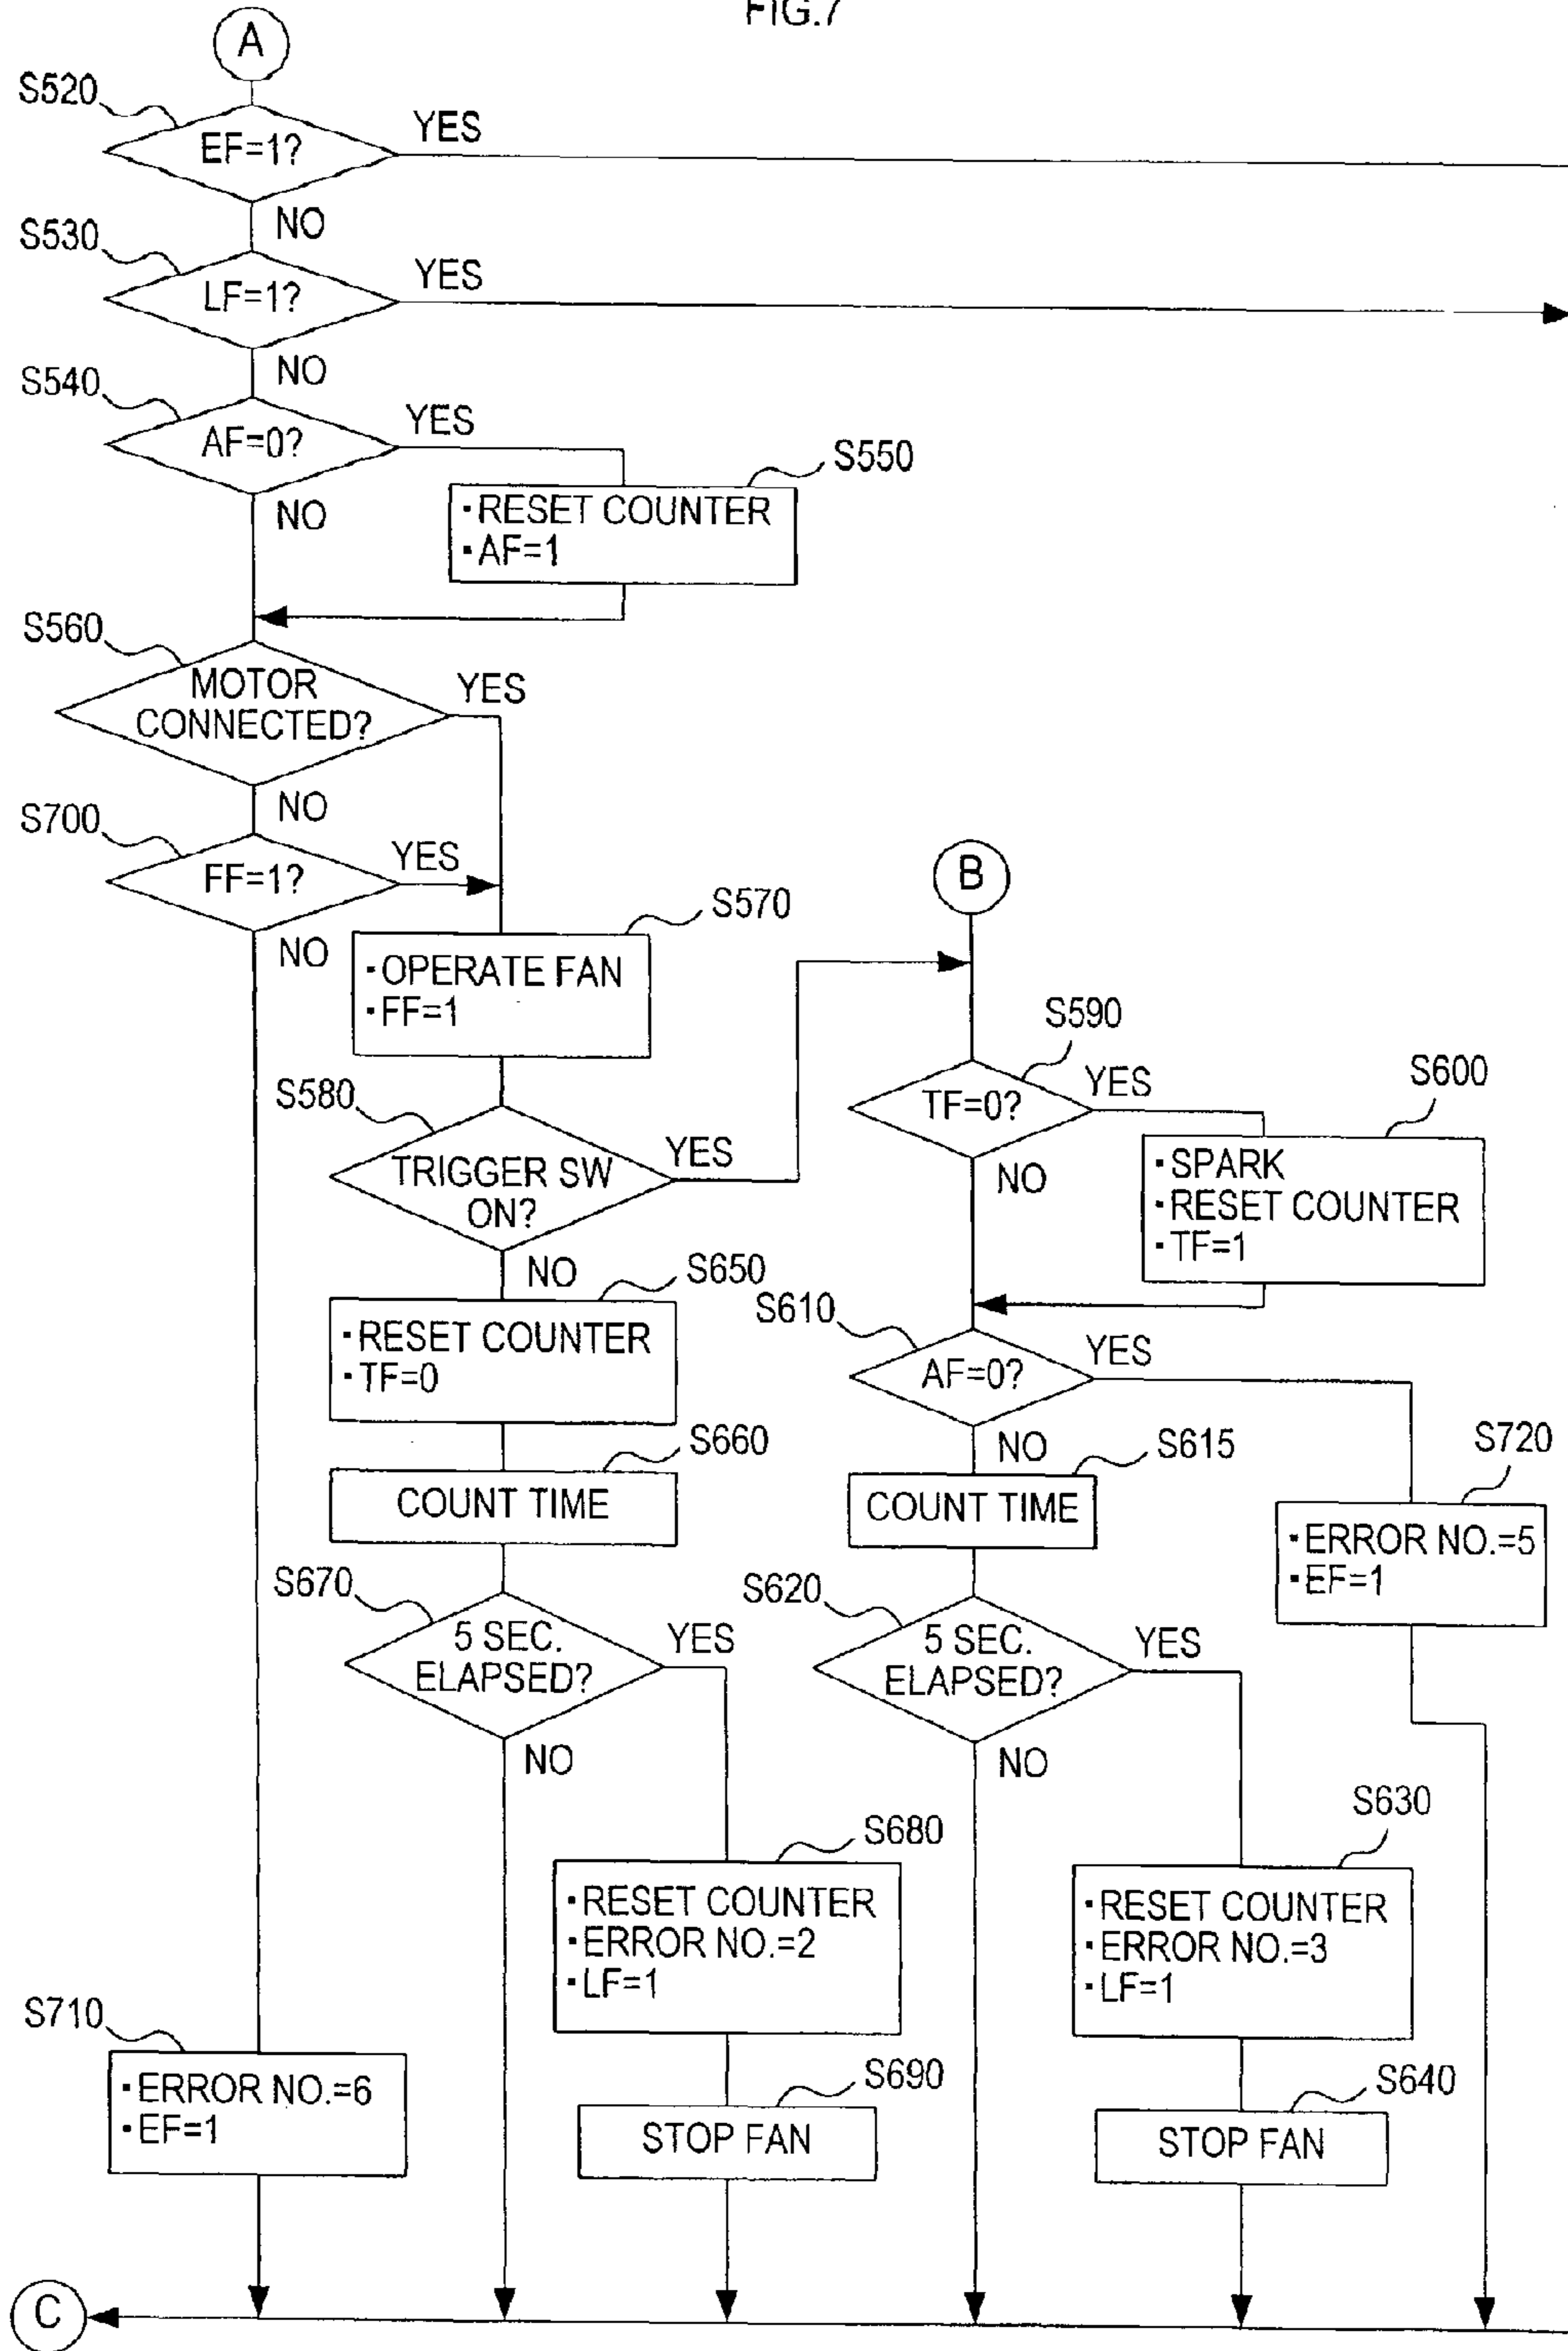 FIG.7
A
S520
EF=1?
YES
NO
S530
LF=1?
YES
NO
S540
AF=0?
YES
NO
S550
·RESET COUNTER
·AF=1
S560
MOTOR
CONNECTED?
YES
NO
S700
FF=1?
YES
NO
S570
·OPERATE FAN
·FF=1
S580
TRIGGER SW
ON?
YES
NO
S650
·RESET COUNTER
·TF=0
S660
COUNT TIME
S670
5 SEC.
ELAPSED?
YES
NO
S680
·RESET COUNTER
·ERROR NO.=2
·LF=1
S690
STOP FAN
S710
·ERROR NO.=6
·EF=1
B
S590
TF=0?
YES
NO
S600
·SPARK
·RESET COUNTER
·TF=1
S610
AF=0?
YES
NO
S615
COUNT TIME
S720
·ERROR NO.=5
·EF=1
S620
5 SEC.
ELAPSED?
YES
NO
S630
·RESET COUNTER
·ERROR NO.=3
·LF=1
S640
STOP FAN
C